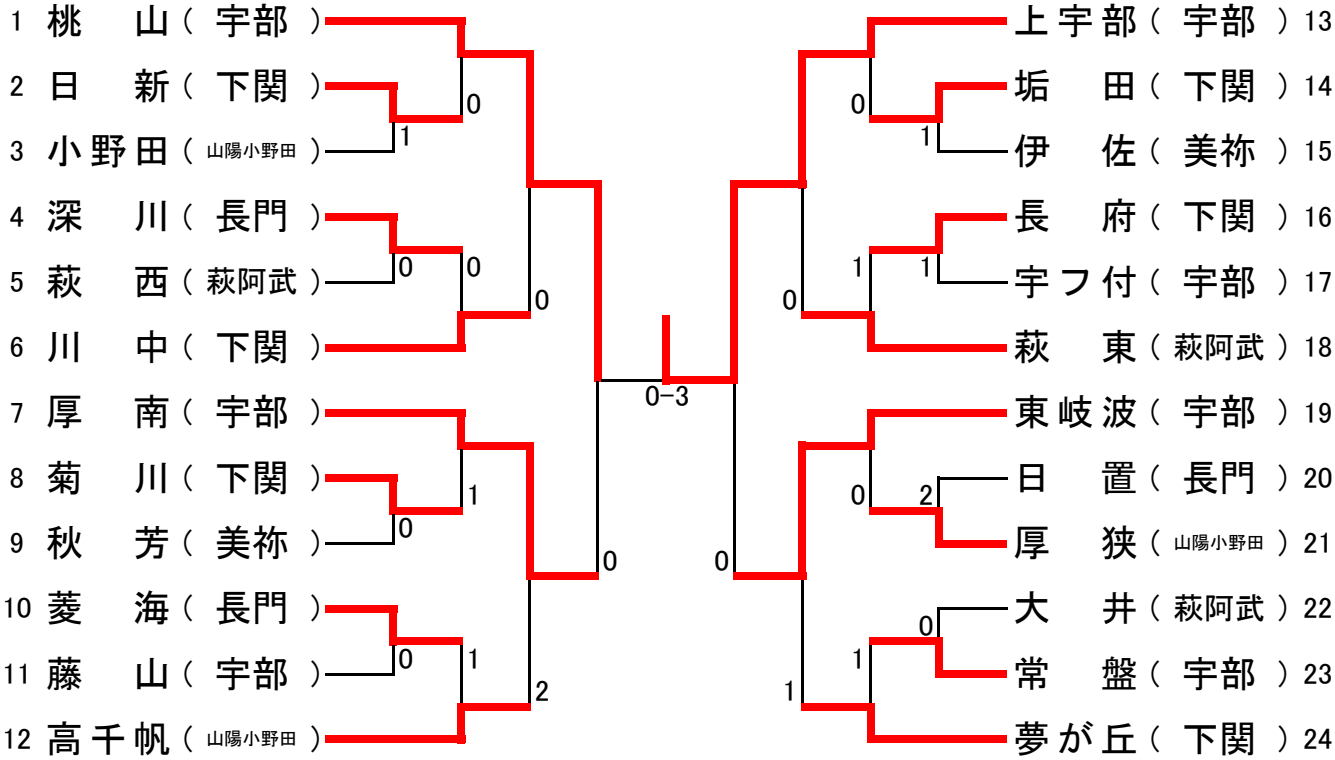 1 桃山(宇部)
2 日新(下関)
3 小野田(山陽小野田)
4 深川(長門)
5 萩西(萩阿武)
6 川中(下関)
7 厚南(宇部)
8 菊川(下関)
9 秋芳(美祢)
10 菱海(長門)
11 藤山(宇部)
12 高千帆(山陽小野田)
0
1
0
0
0
1
0
0
0
1
2
0-3
上宇部(宇部)13
垢田(下関)14
伊佐(美祢)15
長府(下関)16
宇フ付(宇部)17
萩東(萩阿武)18
東岐波(宇部)19
日置(長門)20
厚狭(山陽小野田)21
大井(萩阿武)22
常盤(宇部)23
夢が丘(下関)24
0
1
1
1
0
0
2
0
0
1
1